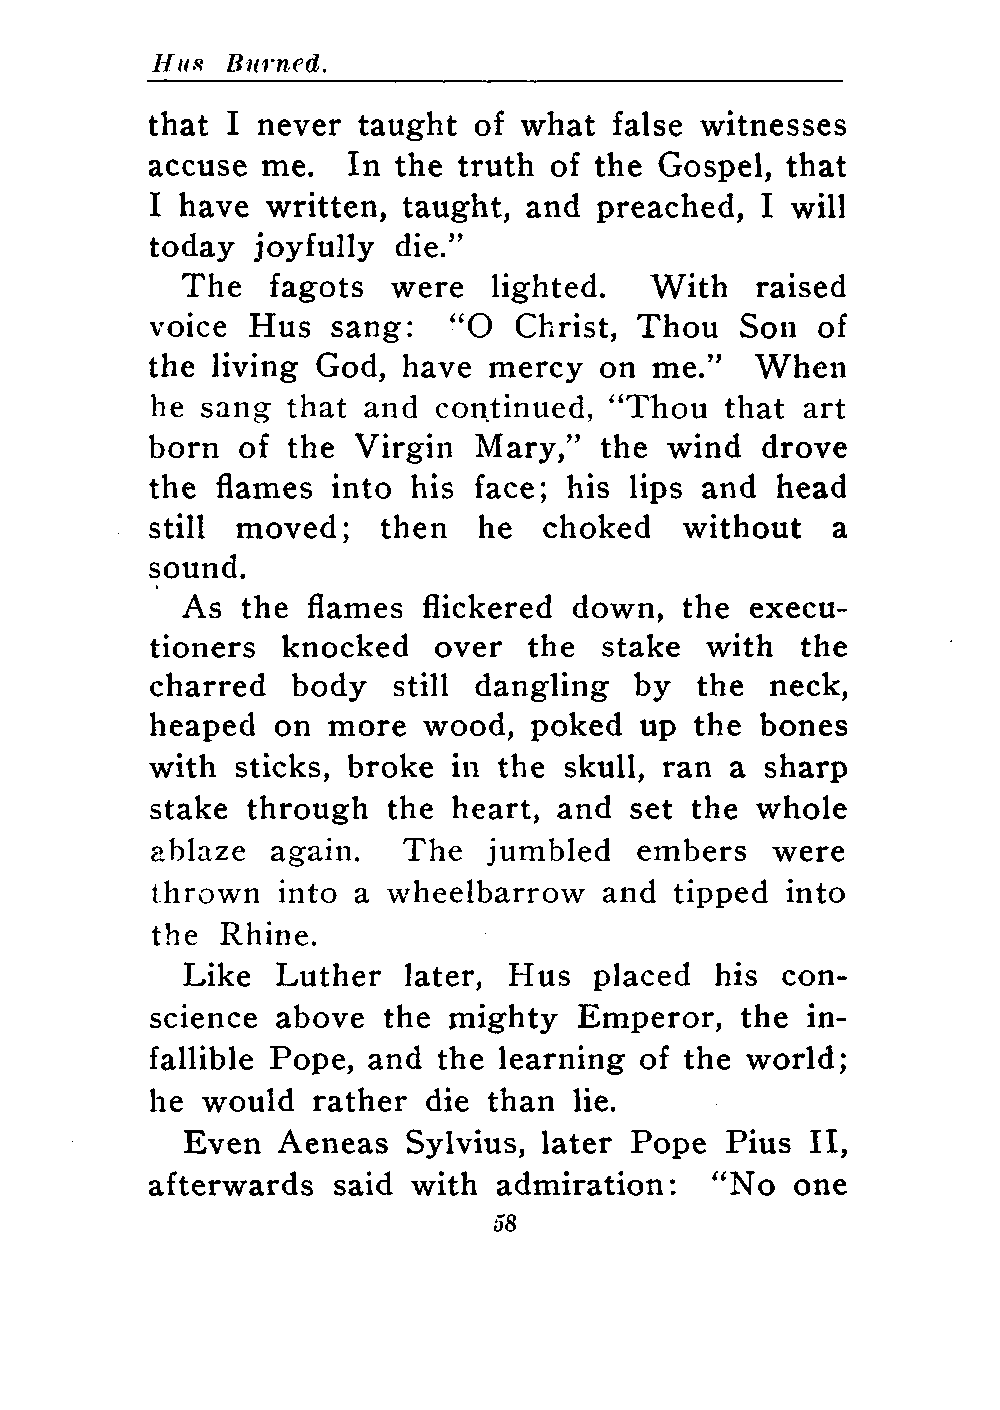 Hus Burned.
that I never taught of what false witnesses
accuse me. In the truth of the Gospel, that
I have written, taught, and preached, I will
today joyfully die.”
The fagots were lighted. With raised
voice Hus sang: “O Christ, Thou Son of
the living God, have mercy on me.” When
he sang that and continued, “Thou that art
born of the Virgin Mary,” the wind drove
the flames into his face; his lips and head
still moved; then he choked without a
sound.
As the flames flickered down, the execu-
tioners knocked over the stake with the
charred body still dangling by the neck,
heaped on more wood, poked up the bones
with sticks, broke in the skull, ran a sharp
stake through the heart, and set the whole
ablaze again. The jumbled embers were
thrown into a wheelbarrow and tipped into
the Rhine.
Like Luther later, Hus placed his con-
science above the mighty Emperor, the in-
fallible Pope, and the learning of the world;
he would rather die than lie.
Even Aeneas Sylvius, later Pope Pius II,
afterwards said with admiration: “No one
58